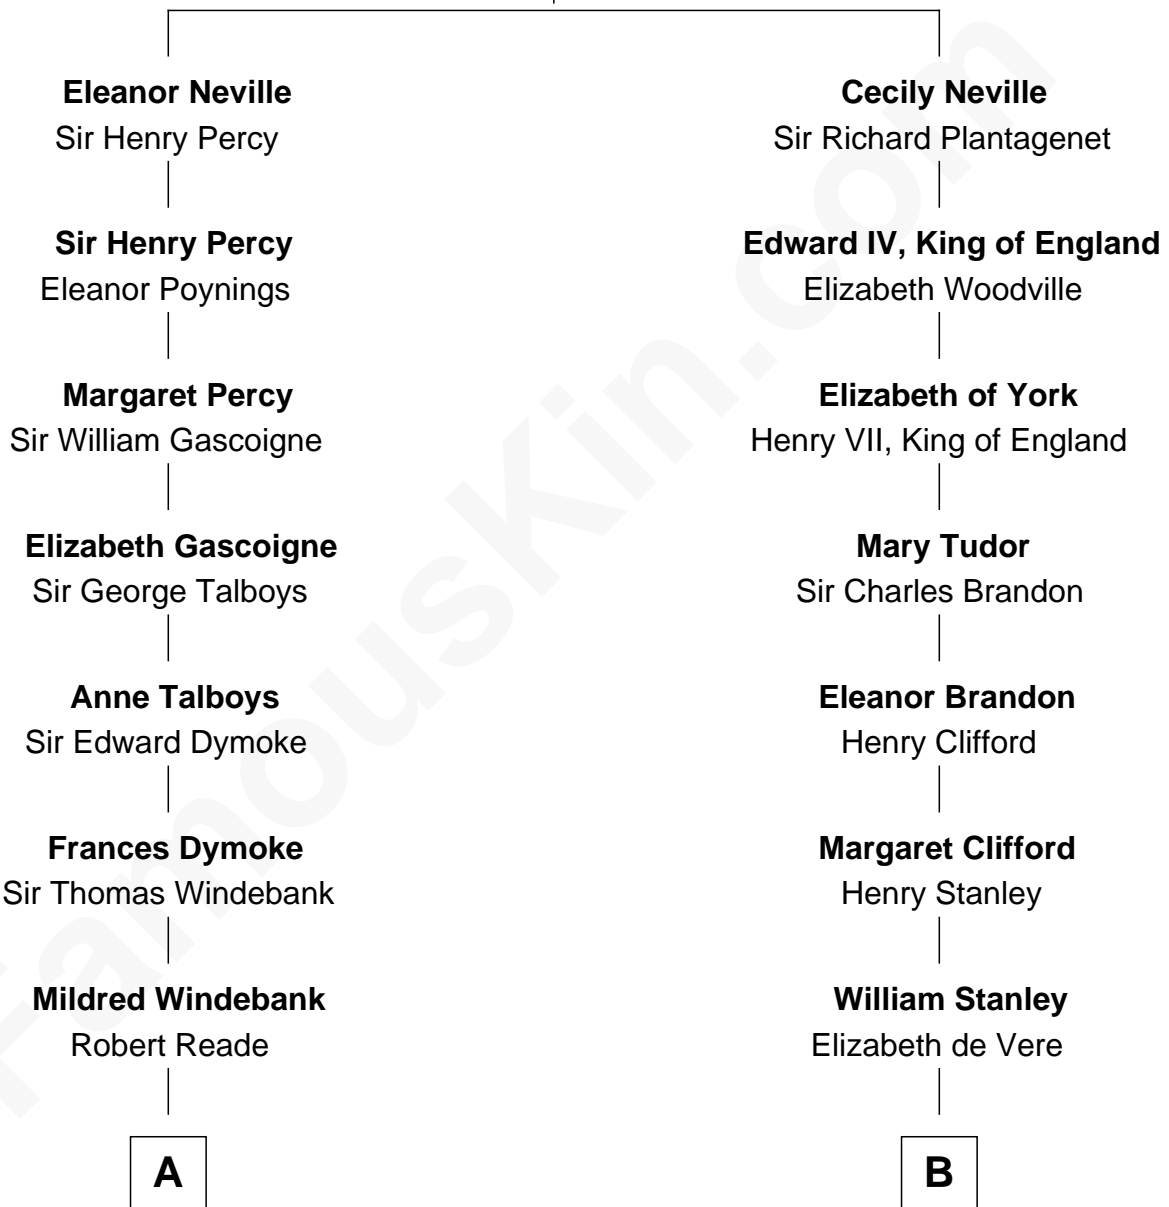 Eleanor Neville
Sir Henry Percy
Cecily Neville
Sir Richard Plantagenet
Sir Henry Percy
Eleanor Poynings
Edward IV, King of England
Elizabeth Woodville
Margaret Percy
Sir William Gascoigne
Elizabeth of York
Henry VII, King of England
Elizabeth Gascoigne
Sir George Talboys
Mary Tudor
Sir Charles Brandon
Anne Talboys
Sir Edward Dymoke
Eleanor Brandon
Henry Clifford
Frances Dymoke
Sir Thomas Windebank
Margaret Clifford
Henry Stanley
Mildred Windebank
Robert Reade
William Stanley
Elizabeth de Vere
A
B
FamousKin.com